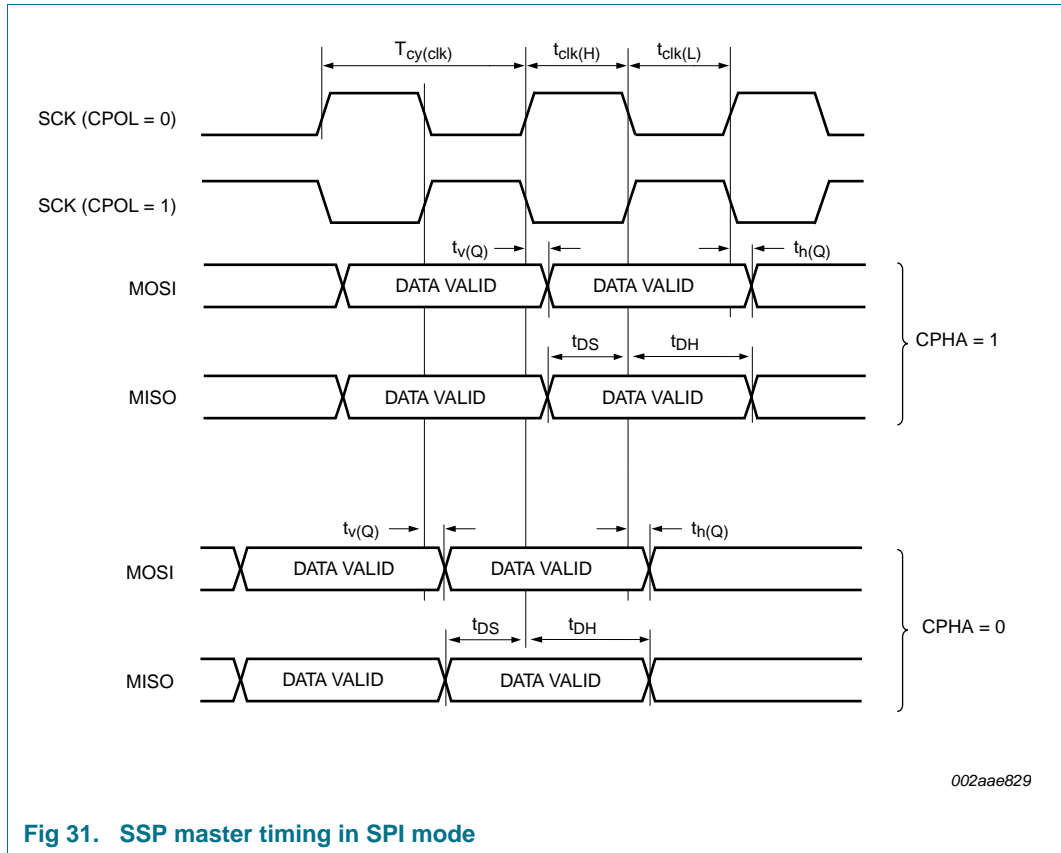 Tcy(clk) tclk(H) tclk(L)
SCK (CPOL = 0)
SCK (CPOL = 1)
tv(Q) th(Q)
MOSI DATA VALID DATA VALID
CPHA = 1
tDS tDH
MISO DATA VALID DATA VALID
tv(Q) th(Q)
MOSI DATA VALID DATA VALID
CPHA = 0
tDS tDH
MISO DATA VALID DATA VALID
002aae829
Fig 31. SSP master timing in SPI mode